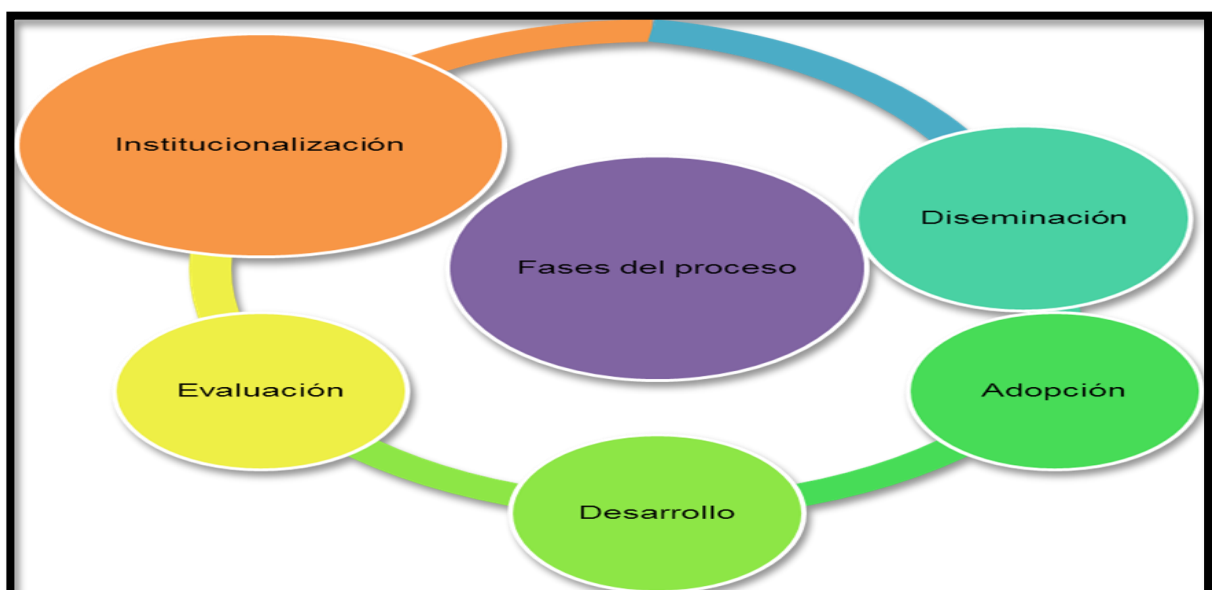 Institucionalización
Diseminación
Fases del proceso
Evaluación
Adopción
Desarrollo